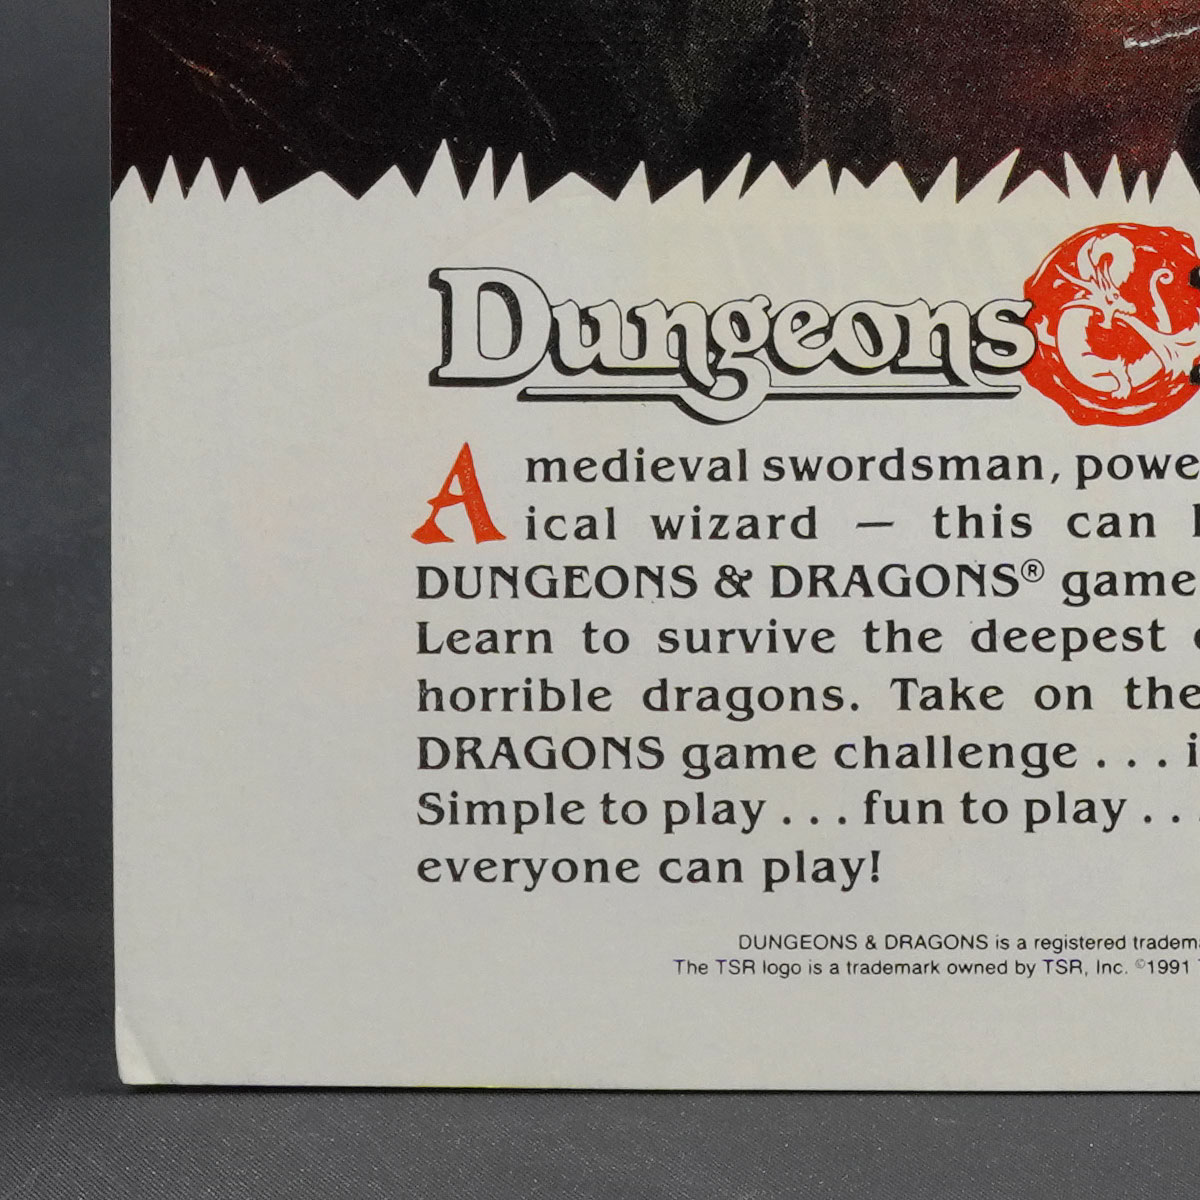 Dungeons &
A medieval swordsman, powe
ical wizard — this can
DUNGEONS & DRAGONS® game
Learn to survive the deepest
horrible dragons. Take on the
DRAGONS game challenge . . . i
Simple to play . . . fun to play . . .
everyone can play!
DUNGEONS & DRAGONS is a registered tradema
The TSR logo is a trademark owned by TSR, Inc. ©1991